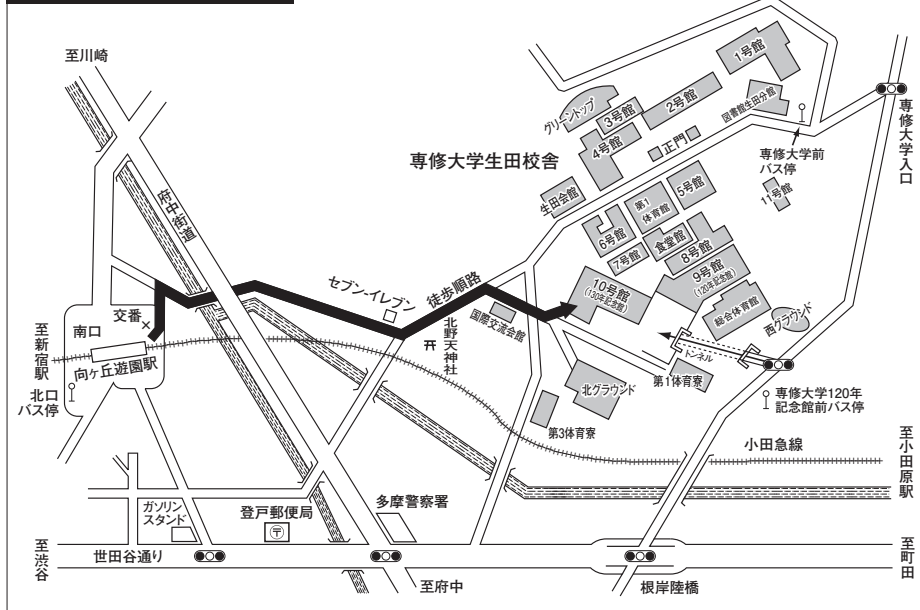 至川崎
府中街道
南口
交番
向ヶ丘遊園駅
至新宿駅
北口
バス停
セブン-イレブン
徒歩順路
北野天神社
国際交流会館
専修大学生田校舎
グリーントップ
3号館
4号館
2号館
1号館
図書館生田分館
正門
生田会館
専修大学前
バス停
専修大学入口
11号館
5号館
第1
体育館
6号館
7号館
食堂館
8号館
9号館
(120年記念館)
10号館
(130年記念館)
総合体育館
西グラウンド
トンネル
第1体育寮
北グラウンド
第3体育寮
専修大学120年
記念館前バス停
小田急線
至小田原駅
ガソリン
スタンド
登戸郵便局
〒
多摩警察署
至渋谷
世田谷通り
至府中
根岸陸橋
至町田